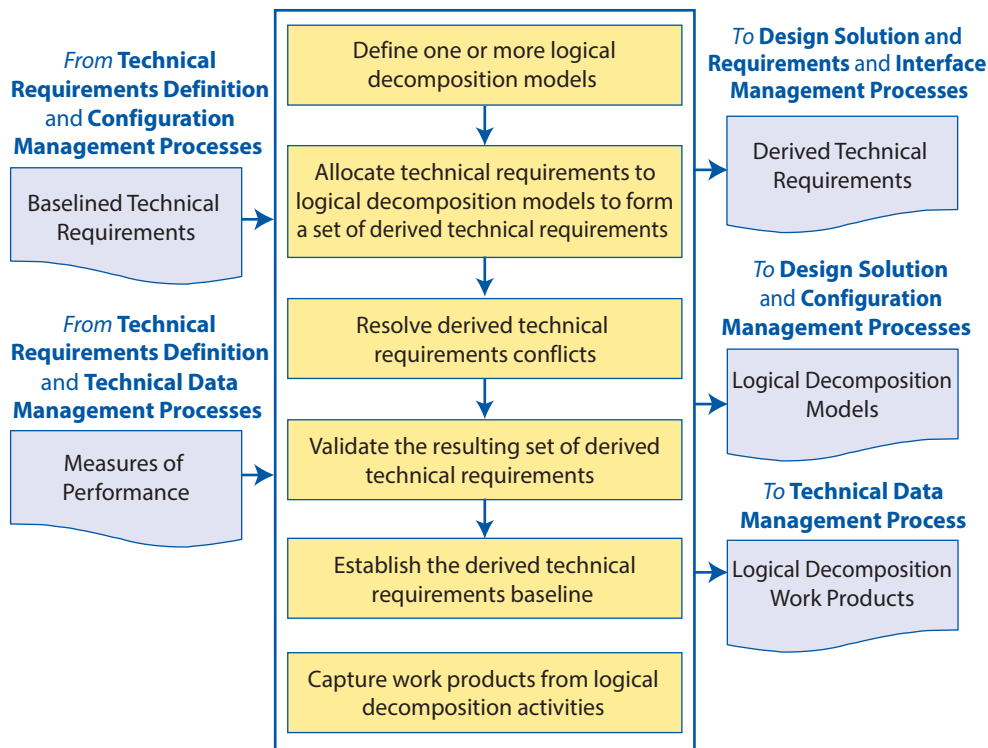 From Technical
Requirements Definition
and Configuration
Management Processes
Baselined Technical
Requirements
From Technical
Requirements Definition
and Technical Data
Management Processes
Measures of
Performance
Define one or more logical
decomposition models
Allocate technical requirements to
logical decomposition models to form
a set of derived technical requirements
Resolve derived technical
requirements conflicts
Validate the resulting set of derived
technical requirements
Establish the derived technical
requirements baseline
Capture work products from logical
decomposition activities
To Design Solution and
Requirements and Interface
Management Processes
Derived Technical
Requirements
To Design Solution
and Configuration
Management Processes
Logical Decomposition
Models
To Technical Data
Management Process
Logical Decomposition
Work Products